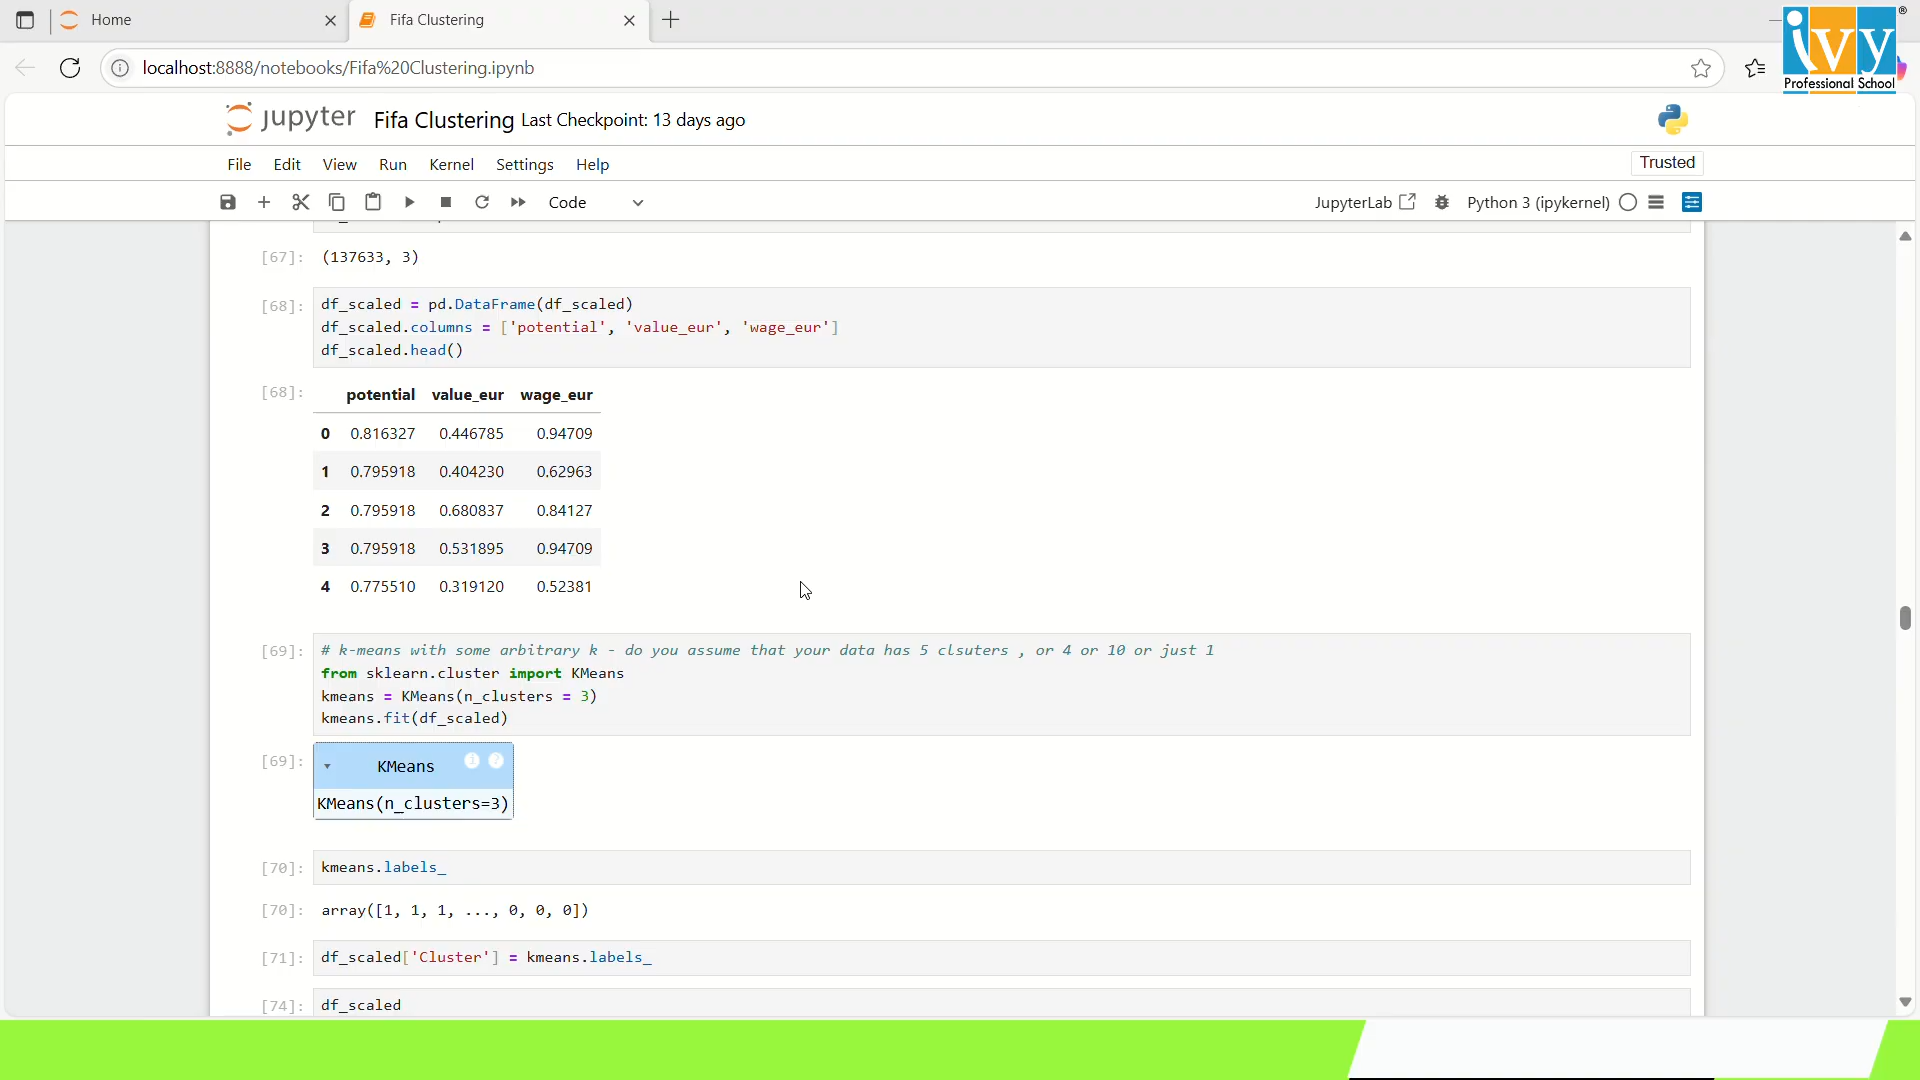 Home
Fifa Clustering
localhost:8888/notebooks/Fifa%20Clustering.ipynb
ivy
Professional School
®
jupyter Fifa Clustering Last Checkpoint: 13 days ago
File Edit View Run Kernel Settings Help
Trusted
Code
JupyterLab
Python 3 (ipykernel)
[67]: (137633, 3)
[68]: df_scaled = pd.DataFrame(df_scaled)
df_scaled.columns = ['potential', 'value_eur', 'wage_eur']
df_scaled.head()
[68]: potential value_eur wage_eur
0 0.816327 0.446785 0.94709
1 0.795918 0.404230 0.62963
2 0.795918 0.680837 0.84127
3 0.795918 0.531895 0.94709
4 0.775510 0.319120 0.52381
[69]: # k-means with some arbitrary k - do you assume that your data has 5 clsuters , or 4 or 10 or just 1
from sklearn.cluster import KMeans
kmeans = KMeans(n_clusters = 3)
kmeans.fit(df_scaled)
[69]: KMeans
KMeans(n_clusters=3)
[70]: kmeans.labels_
[70]: array([1, 1, 1, ..., 0, 0, 0])
[71]: df_scaled['Cluster'] = kmeans.labels_
[74]: df_scaled